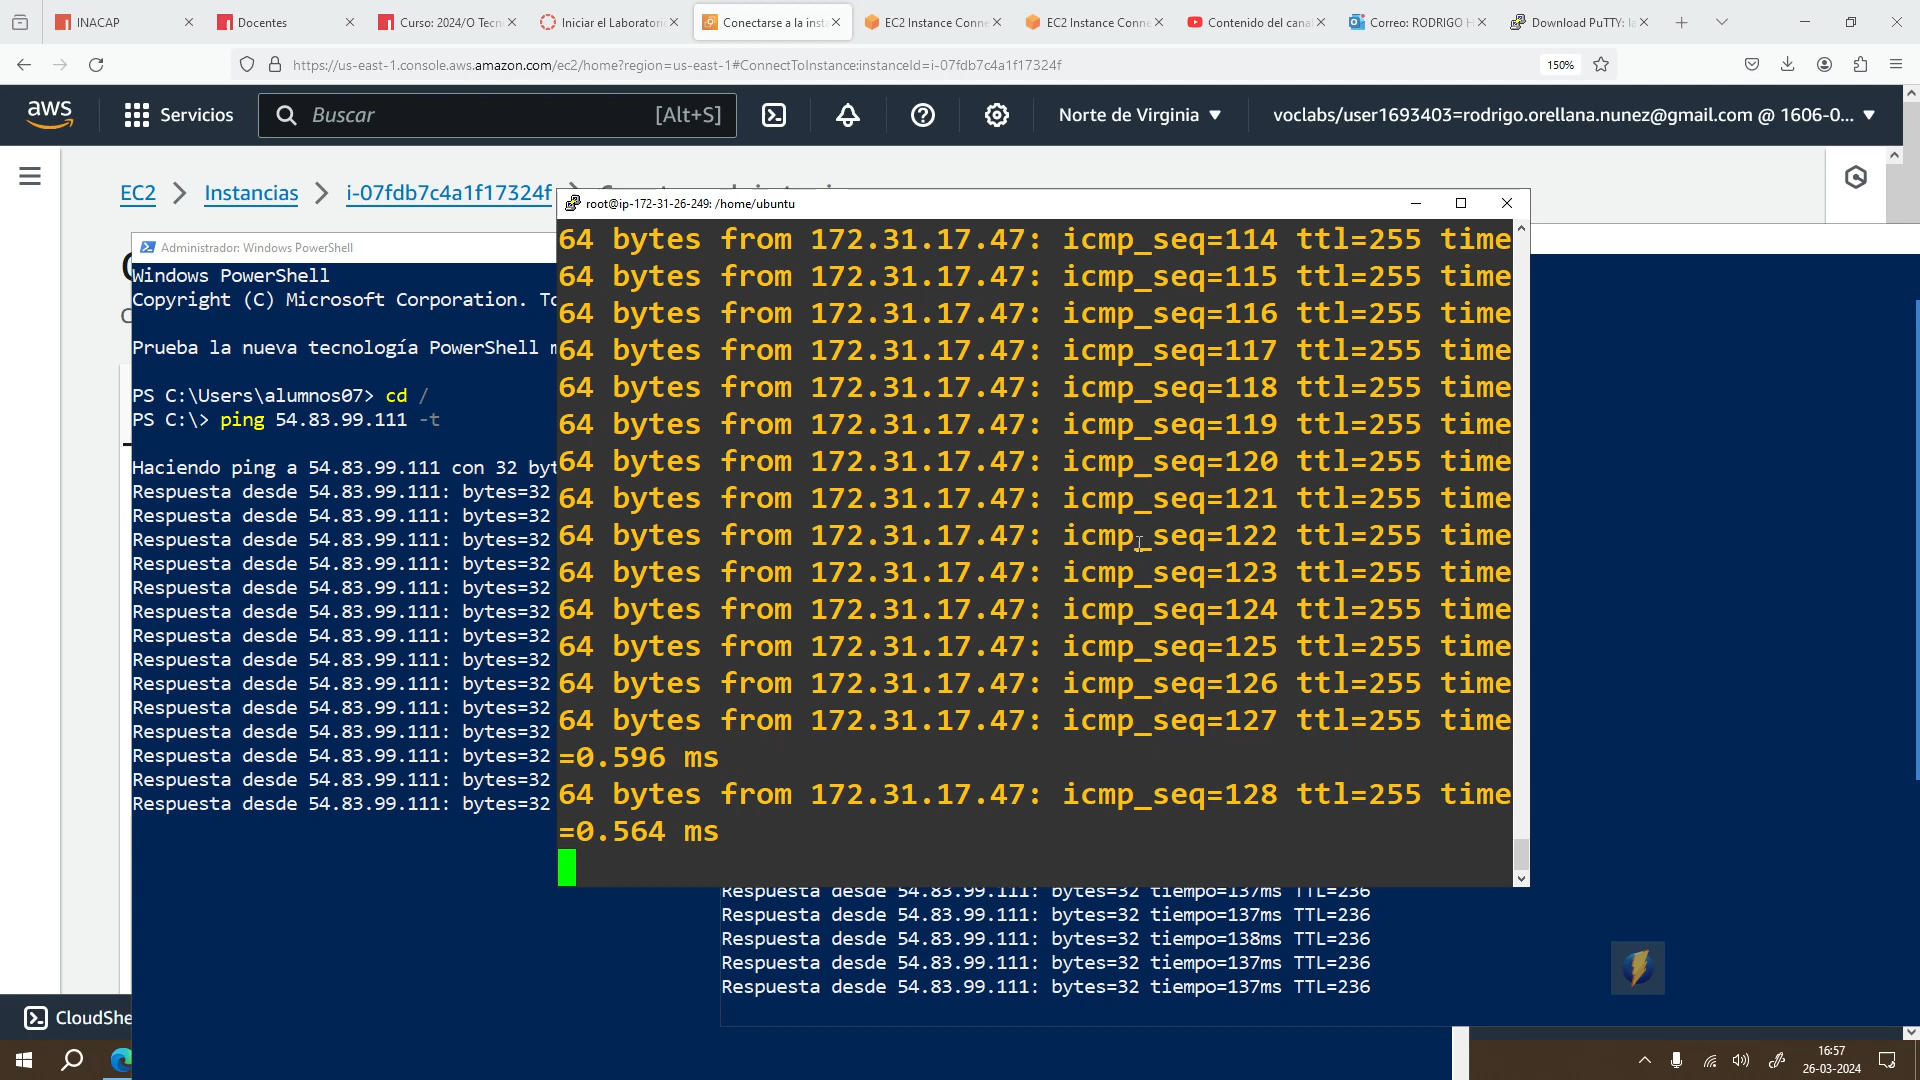 INACAP
Docentes
Curso: 2024/O Tecn
Iniciar el Laboratori
Conectarse a la inst
EC2 Instance Conne
EC2 Instance Conne
Contenido del cana
Correo: RODRIGO H
Download PuTTY: la
https://us-east-1.console.aws.amazon.com/ec2/home?region=us-east-1#ConnectToInstance:instanceId=i-07fdb7c4a1f17324f
150%
aws
Servicios
Buscar
[Alt+S]
Norte de Virginia
voclabs/user1693403=rodrigo.orellana.nunez@gmail.com @ 1606-0...
EC2
Instancias
i-07fdb7c4a1f17324f
Administrador: Windows PowerShell
Windows PowerShell
Copyright (C) Microsoft Corporation. To
Prueba la nueva tecnología PowerShell m
PS C:\Users\alumnos07> cd /
PS C:\> ping 54.83.99.111 -t
Haciendo ping a 54.83.99.111 con 32 byt
Respuesta desde 54.83.99.111: bytes=32
Respuesta desde 54.83.99.111: bytes=32
Respuesta desde 54.83.99.111: bytes=32
Respuesta desde 54.83.99.111: bytes=32
Respuesta desde 54.83.99.111: bytes=32
Respuesta desde 54.83.99.111: bytes=32
Respuesta desde 54.83.99.111: bytes=32
Respuesta desde 54.83.99.111: bytes=32
Respuesta desde 54.83.99.111: bytes=32
Respuesta desde 54.83.99.111: bytes=32
Respuesta desde 54.83.99.111: bytes=32
Respuesta desde 54.83.99.111: bytes=32
Respuesta desde 54.83.99.111: bytes=32
Respuesta desde 54.83.99.111: bytes=32
root@ip-172-31-26-249: /home/ubuntu
64 bytes from 172.31.17.47: icmp_seq=114 ttl=255 time
64 bytes from 172.31.17.47: icmp_seq=115 ttl=255 time
64 bytes from 172.31.17.47: icmp_seq=116 ttl=255 time
64 bytes from 172.31.17.47: icmp_seq=117 ttl=255 time
64 bytes from 172.31.17.47: icmp_seq=118 ttl=255 time
64 bytes from 172.31.17.47: icmp_seq=119 ttl=255 time
64 bytes from 172.31.17.47: icmp_seq=120 ttl=255 time
64 bytes from 172.31.17.47: icmp_seq=121 ttl=255 time
64 bytes from 172.31.17.47: icmp_seq=122 ttl=255 time
64 bytes from 172.31.17.47: icmp_seq=123 ttl=255 time
64 bytes from 172.31.17.47: icmp_seq=124 ttl=255 time
64 bytes from 172.31.17.47: icmp_seq=125 ttl=255 time
64 bytes from 172.31.17.47: icmp_seq=126 ttl=255 time
64 bytes from 172.31.17.47: icmp_seq=127 ttl=255 time
=0.596 ms
64 bytes from 172.31.17.47: icmp_seq=128 ttl=255 time
=0.564 ms
Respuesta desde 54.83.99.111: bytes=32 tiempo=137ms TTL=236
Respuesta desde 54.83.99.111: bytes=32 tiempo=137ms TTL=236
Respuesta desde 54.83.99.111: bytes=32 tiempo=138ms TTL=236
Respuesta desde 54.83.99.111: bytes=32 tiempo=137ms TTL=236
Respuesta desde 54.83.99.111: bytes=32 tiempo=137ms TTL=236
CloudShe
16:57
26-03-2024